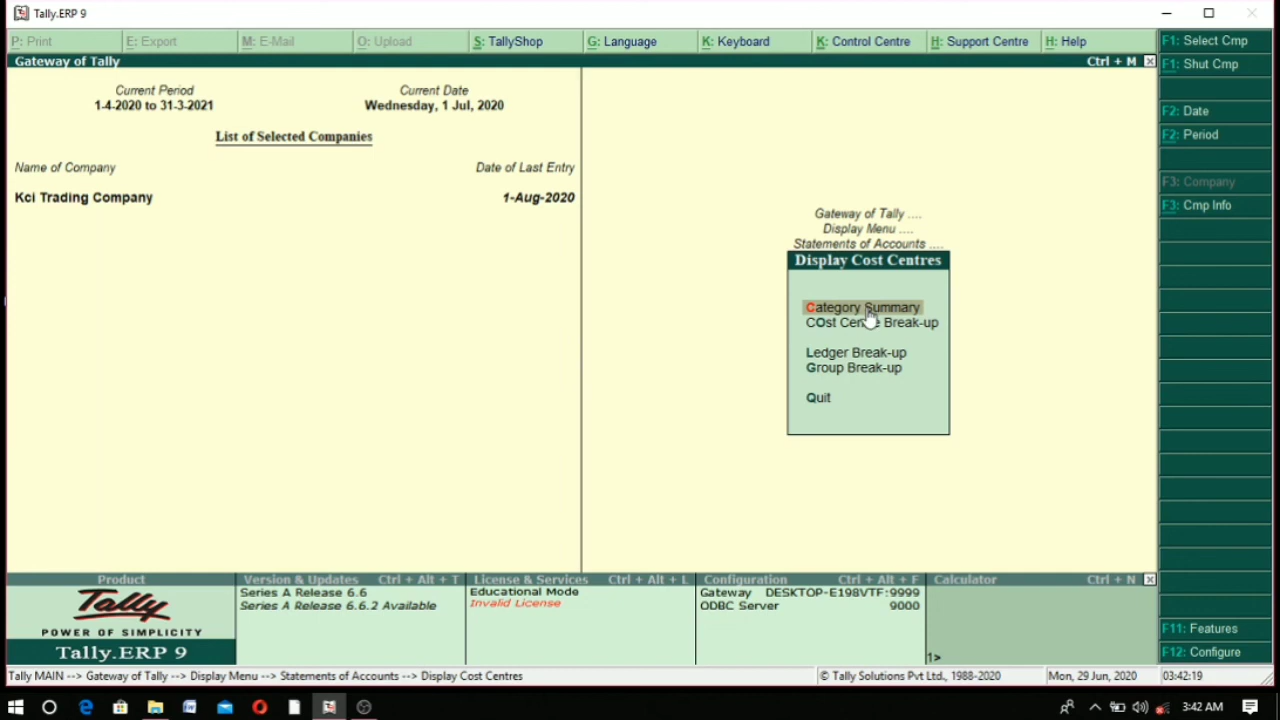 Tally.ERP 9
P: Print E: Export M: E-Mail O: Upload S: TallyShop G: Language K: Keyboard K: Control Centre H: Support Centre H: Help
Gateway of Tally Ctrl + M
Current Period Current Date
1-4-2020 to 31-3-2021 Wednesday, 1 Jul, 2020
List of Selected Companies
Name of Company Date of Last Entry
Kci Trading Company 1-Aug-2020
Gateway of Tally ....
Display Menu ....
Statements of Accounts ....
Display Cost Centres
Category Summary
COst Centre Break-up
Ledger Break-up
Group Break-up
Quit
F1: Select Cmp
F1: Shut Cmp
F2: Date
F2: Period
F3: Company
F3: Cmp Info
F11: Features
F12: Configure
Product
Tally
POWER OF SIMPLICITY
Tally.ERP 9
Version & Updates Ctrl + Alt + T
Series A Release 6.6
Series A Release 6.6.2 Available
License & Services Ctrl + Alt + L
Educational Mode
Invalid License
Configuration Ctrl + Alt + F
Gateway DESKTOP-E198VTF:9999
ODBC Server 9000
Calculator Ctrl + N
1>
Tally MAIN --> Gateway of Tally --> Display Menu --> Statements of Accounts --> Display Cost Centres © Tally Solutions Pvt Ltd., 1988-2020 Mon, 29 Jun, 2020 03:42:19
3:42 AM